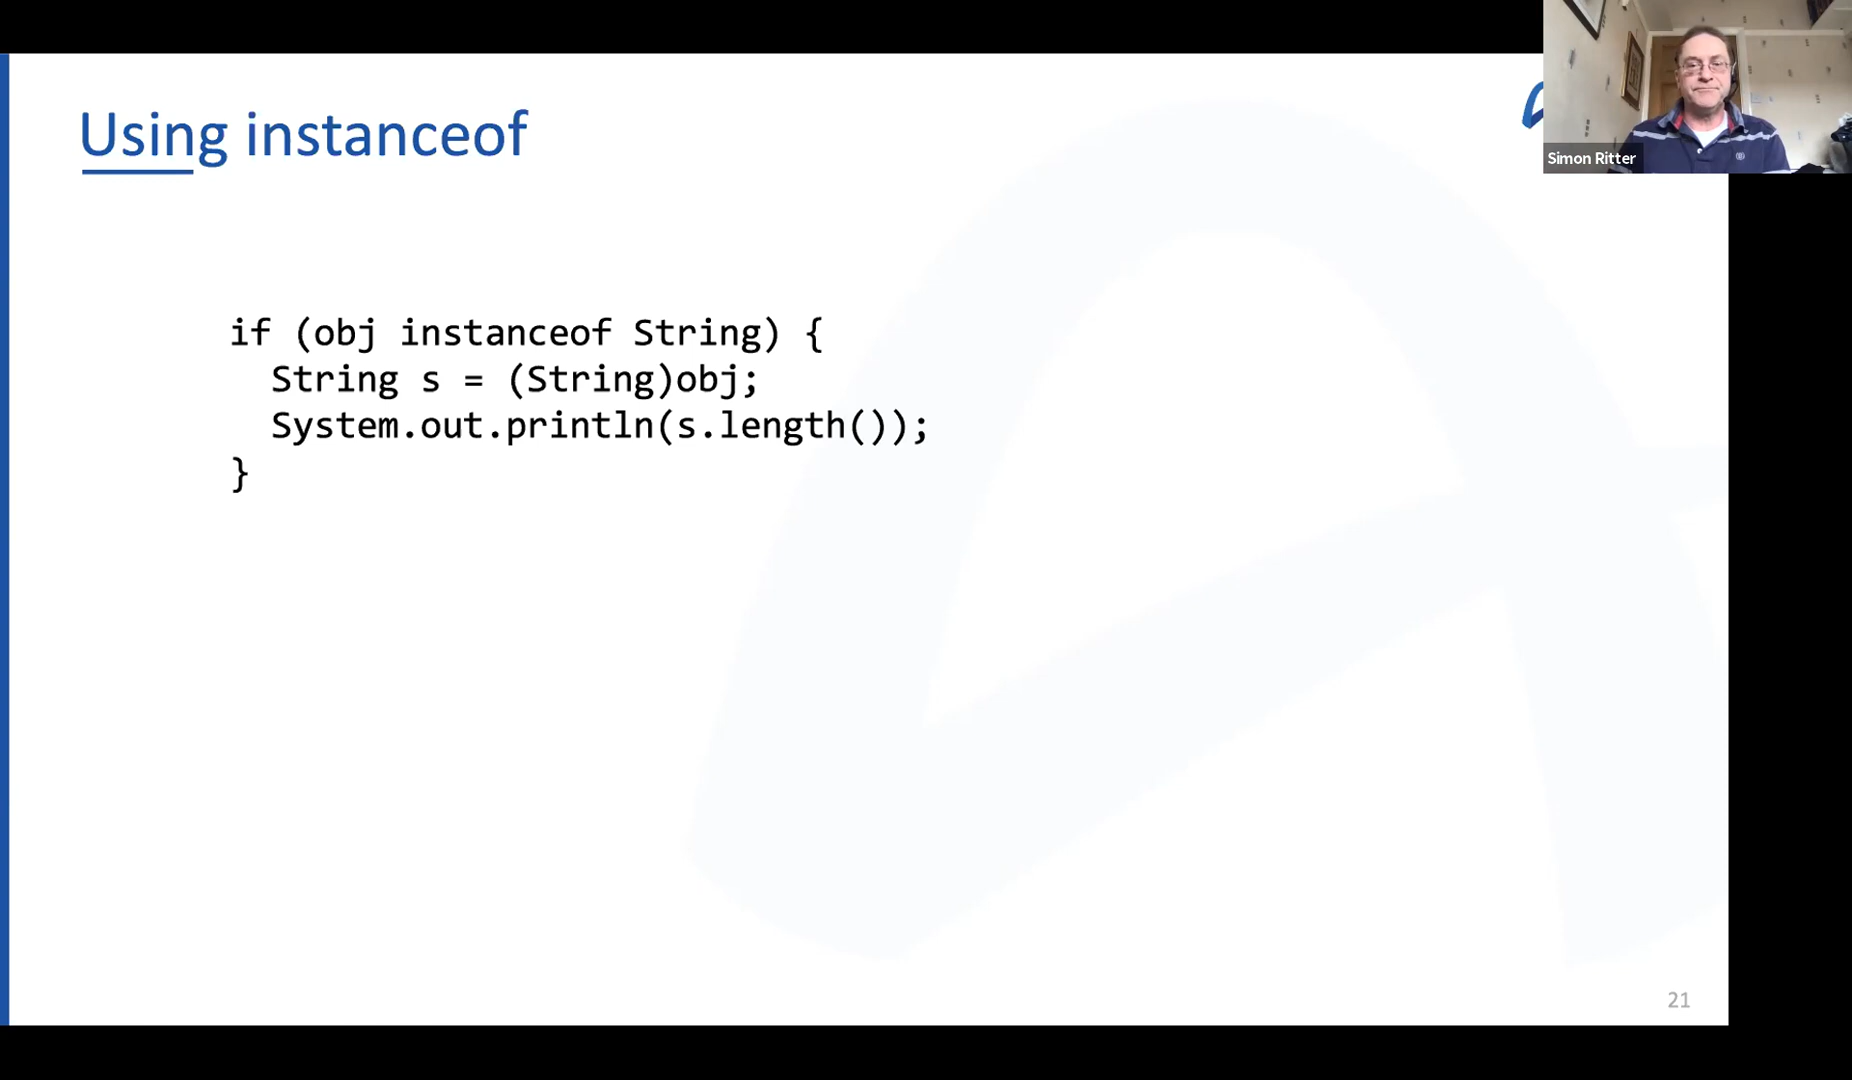 Using instanceof
Simon Ritter
if (obj instanceof String) {
  String s = (String)obj;
  System.out.println(s.length());
}
21